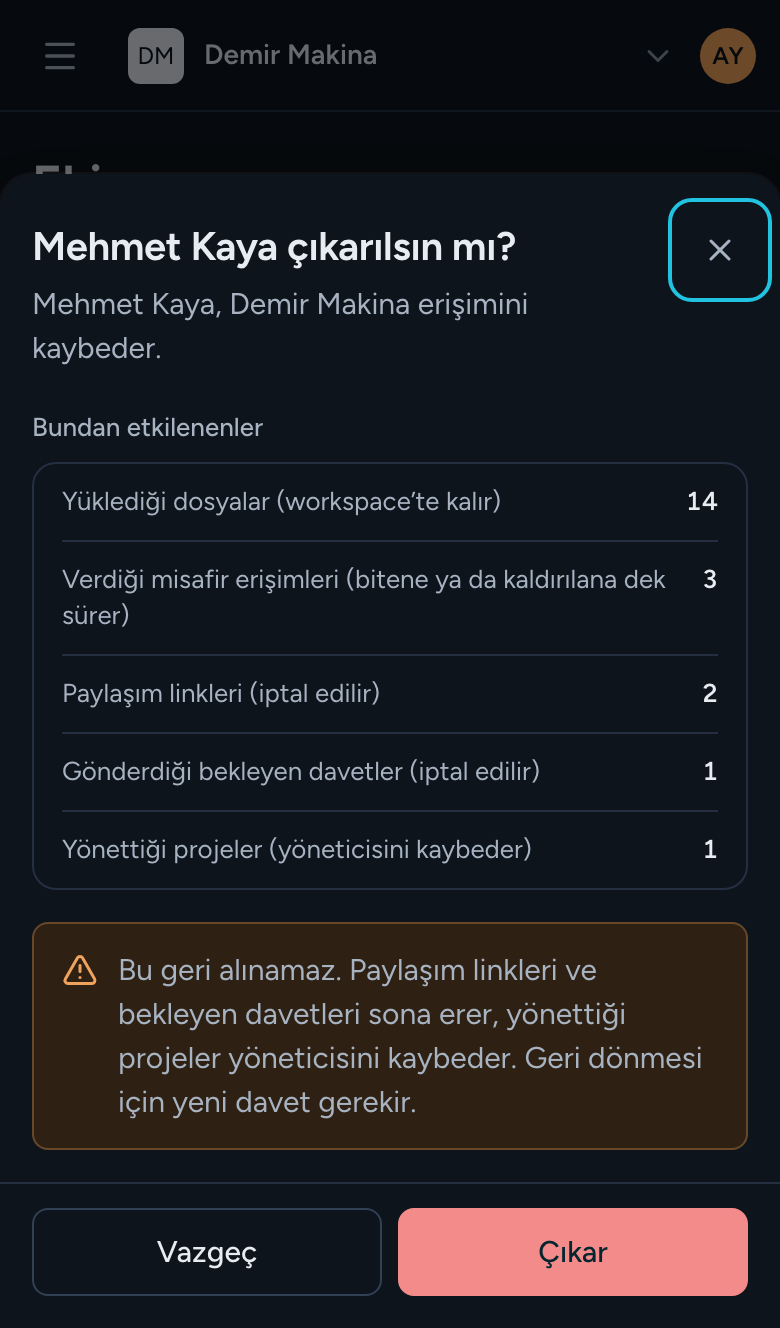 DM Demir Makina AY
Mehmet Kaya çıkarılsın mı?
Mehmet Kaya, Demir Makina erişimini
kaybeder.
Bundan etkilenenler
Yüklediği dosyalar (workspace’te kalır) 14
Verdiği misafir erişimleri (bitene ya da kaldırılana dek 3
sürer)
Paylaşım linkleri (iptal edilir) 2
Gönderdiği bekleyen davetler (iptal edilir) 1
Yönettiği projeler (yöneticisini kaybeder) 1
Bu geri alınamaz. Paylaşım linkleri ve
bekleyen davetleri sona erer, yönettiği
projeler yöneticisini kaybeder. Geri dönmesi
için yeni davet gerekir.
Vazgeç Çıkar